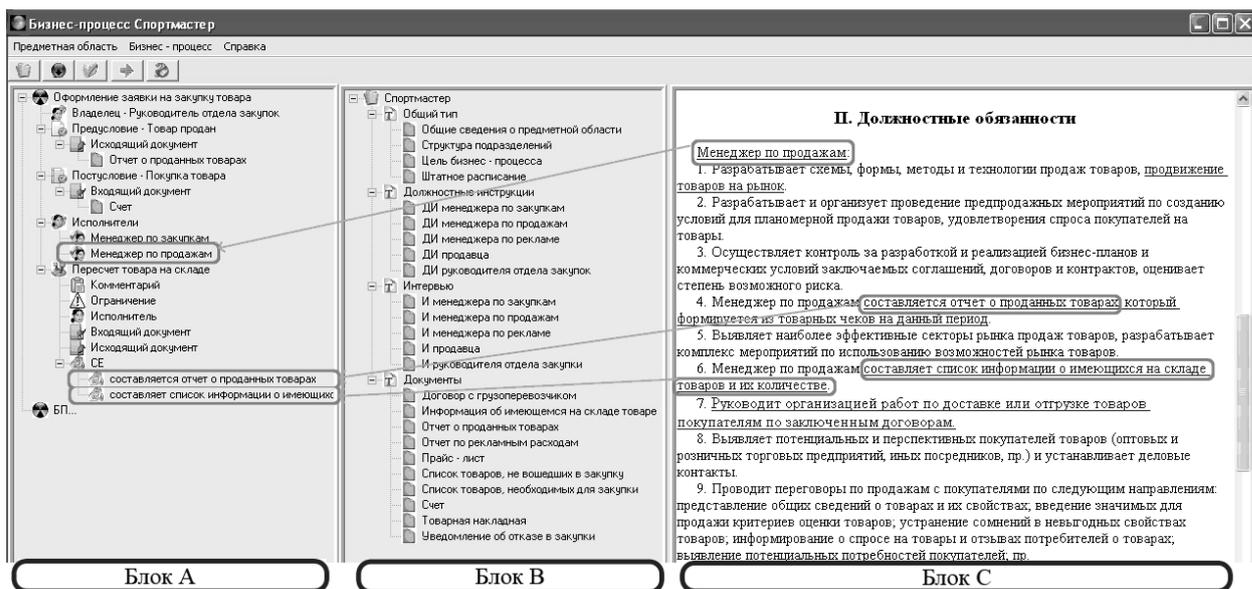 Бизнес-процесс Спортмастер
Предметная область Бизнес - процесс Справка
Оформление заявки на закупку товара
Владелец - Руководитель отдела закупок
Предусловие - Товар продан
Исходящий документ
Отчет о проданных товарах
Постусловие - Покупка товара
Входящий документ
Счет
Исполнители
Менеджер по закупкам
Менеджер по продажам
Пересчет товара на складе
Комментарий
Ограничение
Исполнитель
Входящий документ
Исходящий документ
СЕ
составляется отчет о проданных товарах
составляет список информации о имеющихс
БП...
Спортмастер
Общий тип
Общие сведения о предметной области
Структура подразделений
Цель бизнес - процесса
Штатное расписание
Должностные инструкции
ДИ менеджера по закупкам
ДИ менеджера по продажам
ДИ менеджера по рекламе
ДИ продавца
ДИ руководителя отдела закупок
Интервью
И менеджера по закупкам
И менеджера по продажам
И менеджера по рекламе
И продавца
И руководителя отдела закупки
Документы
Договор с грузоперевозчиком
Информация об имеющемся на складе товаре
Отчет о проданных товарах
Отчет по рекламным расходам
Прайс - лист
Список товаров, не вошедших в закупку
Список товаров, необходимых для закупки
Счет
Товарная накладная
Уведомление об отказе в закупки
II. Должностные обязанности
Менеджер по продажам:
1. Разрабатывает схемы, формы, методы и технологии продаж товаров, продвижение
товаров на рынок.
2. Разрабатывает и организует проведение предпродажных мероприятий по созданию
условий для планомерной продажи товаров, удовлетворения спроса покупателей на
товары.
3. Осуществляет контроль за разработкой и реализацией бизнес-планов и
коммерческих условий заключаемых соглашений, договоров и контрактов, оценивает
степень возможного риска.
4. Менеджер по продажам составляется отчет о проданных товарах, который
формируется из товарных чеков на данный период.
5. Выявляет наиболее эффективные секторы рынка продаж товаров, разрабатывает
комплекс мероприятий по использованию возможностей рынка товаров.
6. Менеджер по продажам составляет список информации о имеющихся на складе
товаров и их количестве.
7. Руководит организацией работ по доставке или отгрузке товаров
покупателям по заключенным договорам.
8. Выявляет потенциальных и перспективных покупателей товаров (оптовых и
розничных торговых предприятий, иных посредников, пр.) и устанавливает деловые
контакты.
9. Проводит переговоры по продажам с покупателями по следующим направлениям:
представление общих сведений о товарах и их свойствах; введение значимых для
продажи критериев оценки товаров; устранение сомнений в невыгодных свойствах
товаров; информирование о спросе на товары и отзывах потребителей о товарах;
выявление потенциальных потребностей покупателей; пр.
Блок А
Блок В
Блок С